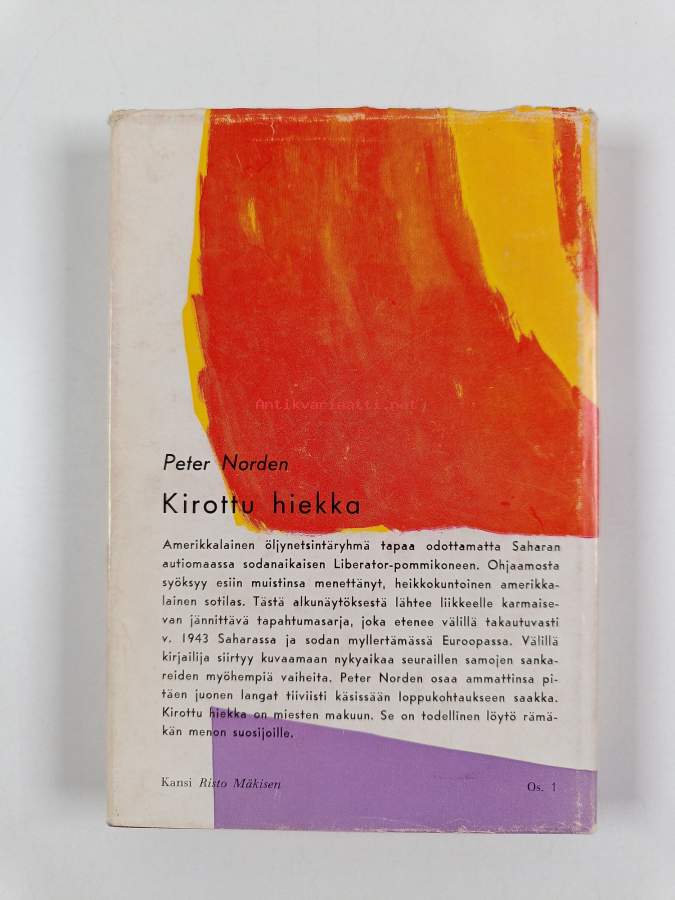 Antikvariaatti.net
Peter Norden
Kirottu hiekka
Amerikkalainen öljynetsintäryhmä tapaa odottamatta Saharan
autiomaassa sodanaikaisen Liberator-pommikoneen. Ohjaamosta
syöksyy esiin muistinsa menettänyt, heikkokuntoinen amerikka-
lainen sotilas. Tästä alkunäytöksestä lähtee liikkeelle karmaise-
van jännittävä tapahtumasarja, joka etenee välillä takautuvasti
v. 1943 Saharassa ja sodan myllertämässä Euroopassa. Välillä
kirjailija siirtyy kuvaamaan nykyaikaa seuraillen samojen sanka-
reiden myöhempiä vaiheita. Peter Norden osaa ammattinsa pi-
täen juonen langat tiiviisti käsissään loppukohtaukseen saakka.
Kirottu hiekka on miesten makuun. Se on todellinen löytö rämä-
kän menon suosijoille.
Kansi Risto Mäkisen Os. 1